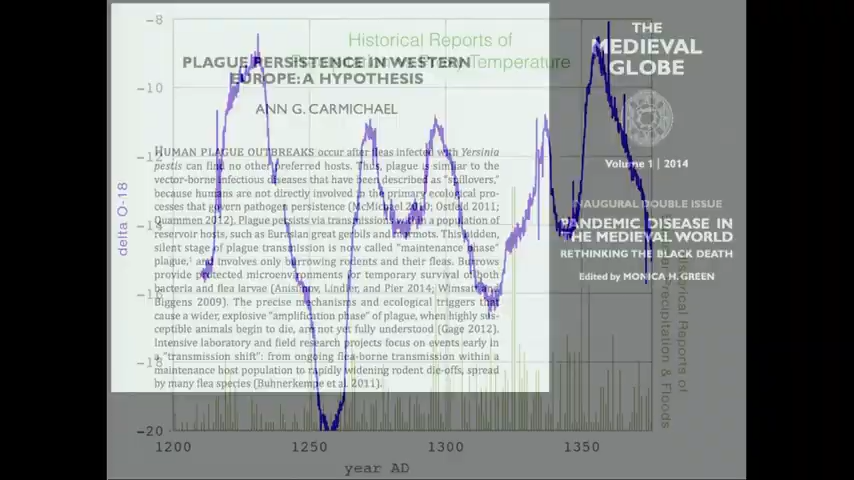 Historical Reports of
Temperature
PLAGUE PERSISTENCE IN WESTERN
EUROPE: A HYPOTHESIS
ANN G. CARMICHAEL
HUMAN PLAGUE OUTBREAKS occur after fleas infected with Yersinia
pestis can find no other preferred hosts. Thus, plague is similar to the
vector-borne infectious diseases that have been described as "spillovers,"
because humans are not directly involved in the primary ecological pro-
cesses that govern pathogen persistence (McMichael 2010; Ostfeld 2011;
Quammen 2012). Plague persists via transmissions within a population of
reservoir hosts, such as Eurasian great gerbils and marmots. This hidden,
silent stage of plague transmission is now called "maintenance phase"
plague,¹ and involves only burrowing rodents and their fleas. Burrows
provide protected microenvironments for temporary survival of both
bacteria and flea larvae (Anisimov, Lindler, and Pier 2014; Wimsatt and
Biggens 2009). The precise mechanisms and ecological triggers that
cause a wider, explosive "amplification phase" of plague, when highly sus-
ceptible animals begin to die, are not yet fully understood (Gage 2012).
Intensive laboratory and field research projects focus on events early in
a "transmission shift": from ongoing flea-borne transmission within a
maintenance host population to rapidly widening rodent die-offs, spread
by many flea species (Buhnerkempe et al. 2011).
THE
MEDIEVAL
GLOBE
Volume 1 | 2014
INAUGURAL DOUBLE ISSUE
PANDEMIC DISEASE IN
THE MEDIEVAL WORLD
RETHINKING THE BLACK DEATH
Edited by MONICA H. GREEN
Historical Reports of
Precipitation & Floods
delta O-18
-8
-10
-12
-14
-16
-18
-20
1200
1250
1300
1350
year AD